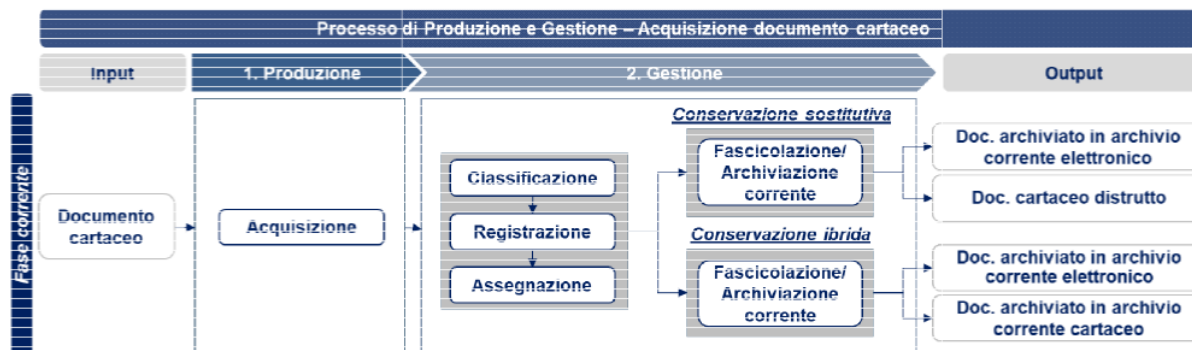 Processo di Produzione e Gestione – Acquisizione documento cartaceo
Input
1. Produzione
2. Gestione
Output
Fase corrente
Documento
cartaceo
Acquisizione
Classificazione
Registrazione
Assegnazione
Conservazione sostitutiva
Fascicolazione/
Archiviazione
corrente
Conservazione ibrida
Fascicolazione/
Archiviazione
corrente
Doc. archiviato in archivio
corrente elettronico
Doc. cartaceo distrutto
Doc. archiviato in archivio
corrente elettronico
Doc. archiviato in archivio
corrente cartaceo